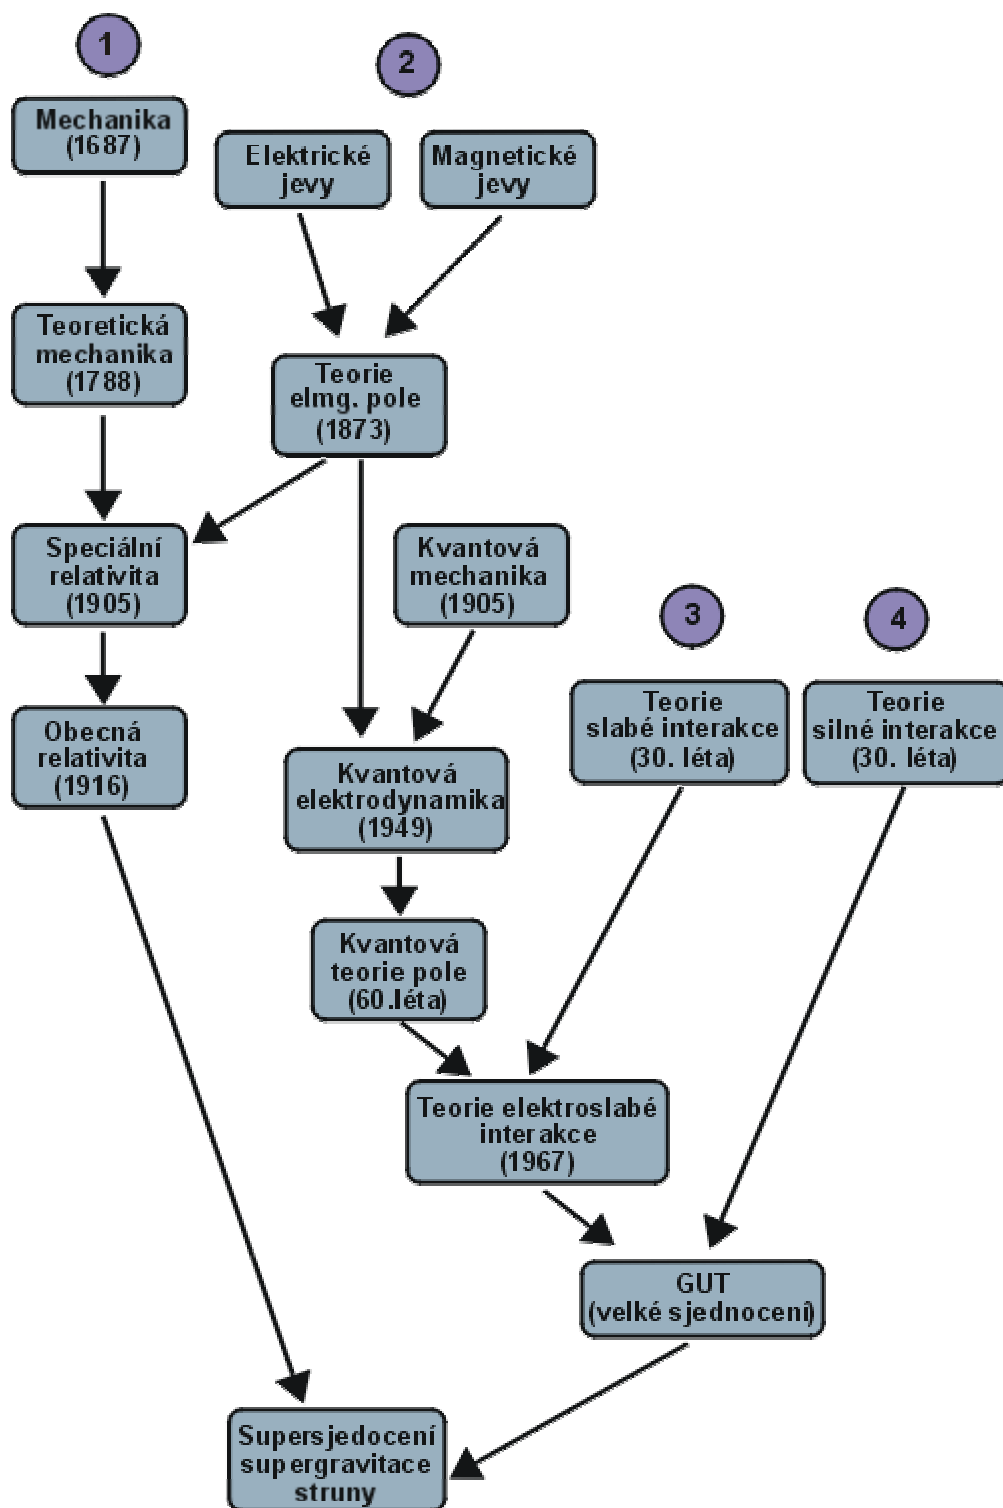 1
2
Mechanika
(1687)
Elektrické
jevy
Magnetické
jevy
Teoretická
mechanika
(1788)
Teorie
elmg. pole
(1873)
Speciální
relativita
(1905)
Kvantová
mechanika
(1905)
3
4
Obecná
relativita
(1916)
Teorie
slabé interakce
(30. léta)
Teorie
silné interakce
(30. léta)
Kvantová
elektrodynamika
(1949)
Kvantová
teorie pole
(60.léta)
Teorie elektroslabé
interakce
(1967)
GUT
(velké sjednocení)
Supersjedocení
supergravitace
struny